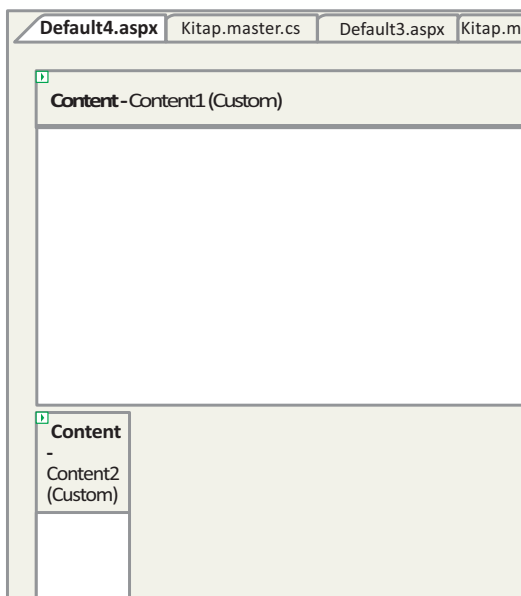 Default4.aspx Kitap.master.cs Default3.aspx Kitap.m
Content - Content1 (Custom)
Content
-
Content2
(Custom)